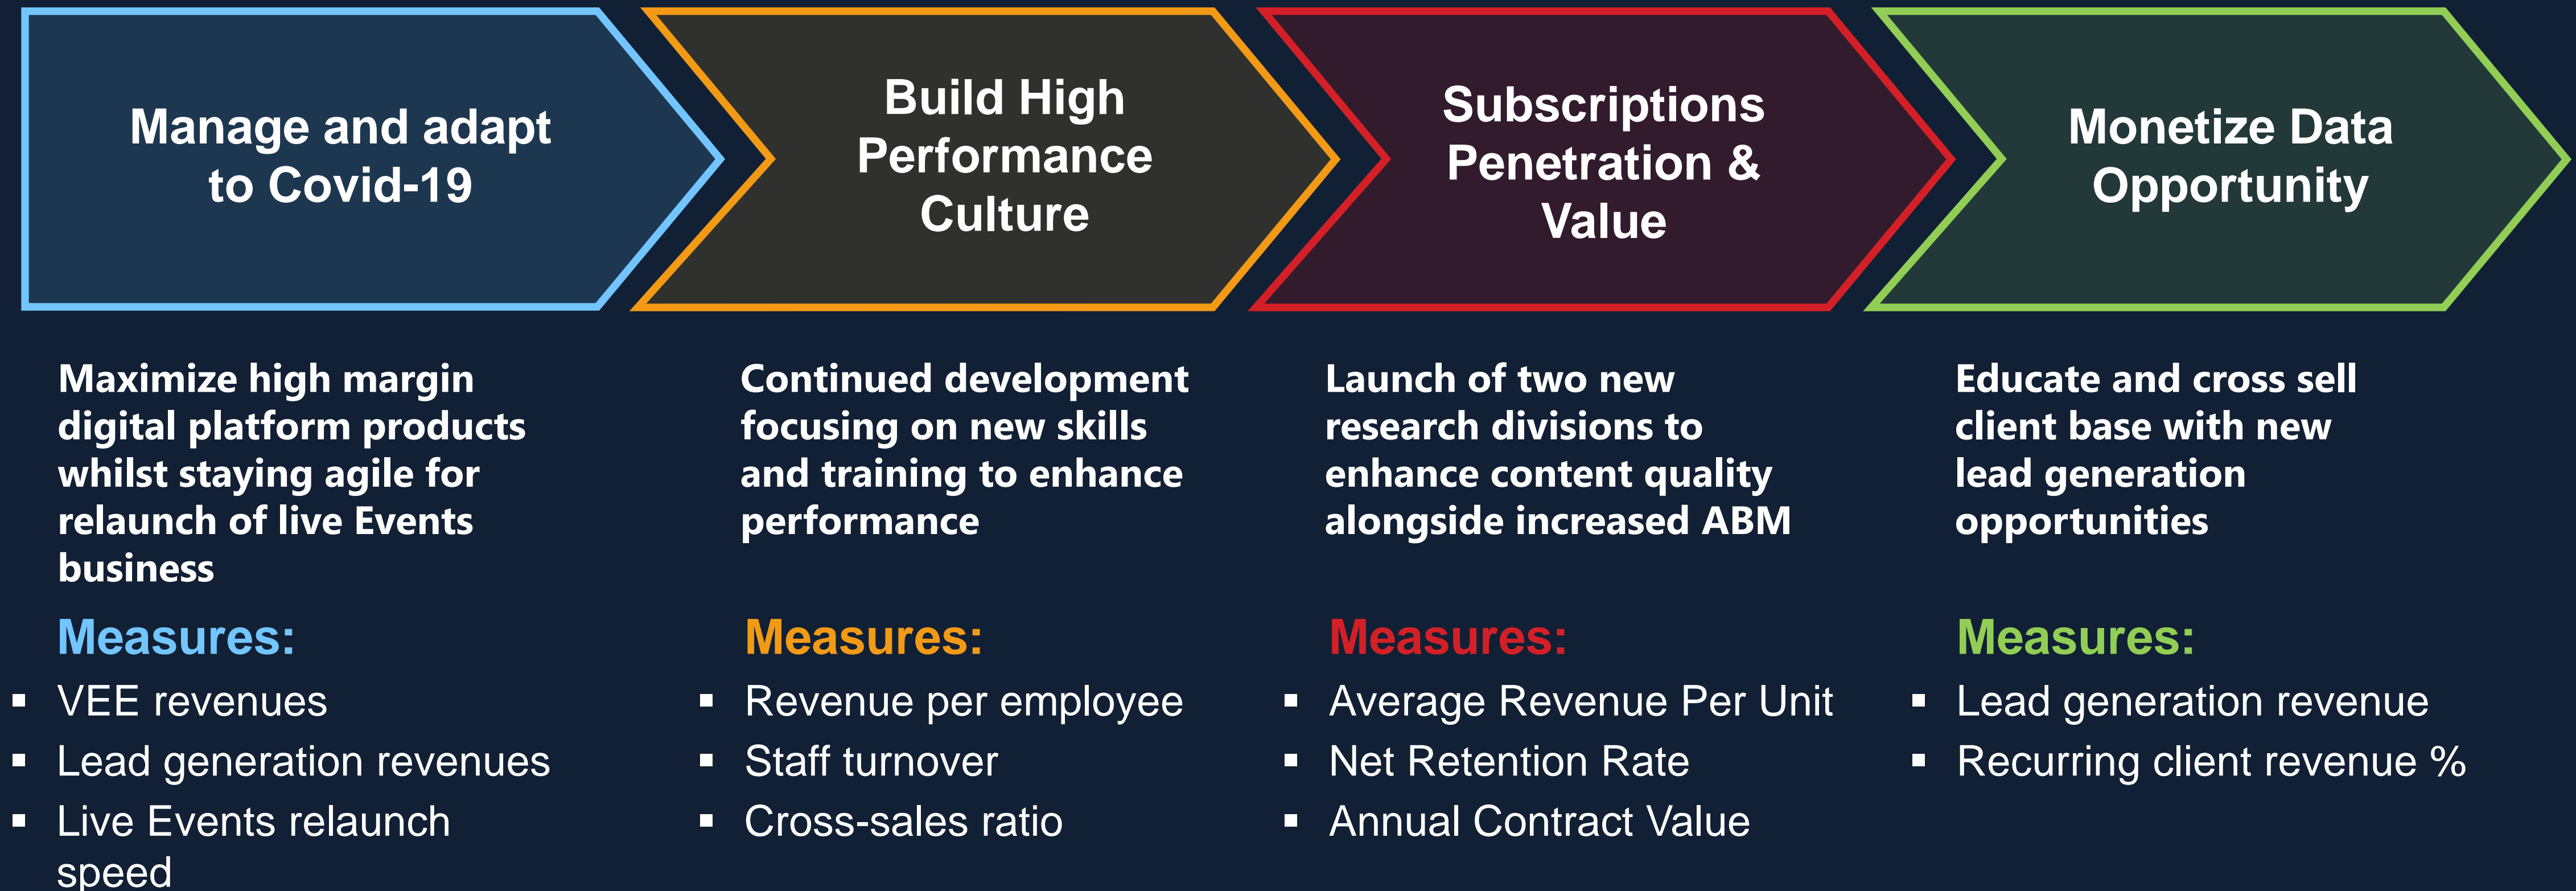 Manage and adapt
to Covid-19
Build High
Performance
Culture
Subscriptions
Penetration &
Value
Monetize Data
Opportunity
Maximize high margin
digital platform products
whilst staying agile for
relaunch of live Events
business
Measures:
▪ VEE revenues
▪ Lead generation revenues
▪ Live Events relaunch
speed
Continued development
focusing on new skills
and training to enhance
performance
Measures:
▪ Revenue per employee
▪ Staff turnover
▪ Cross-sales ratio
Launch of two new
research divisions to
enhance content quality
alongside increased ABM
Measures:
▪ Average Revenue Per Unit
▪ Net Retention Rate
▪ Annual Contract Value
Educate and cross sell
client base with new
lead generation
opportunities
Measures:
▪ Lead generation revenue
▪ Recurring client revenue %